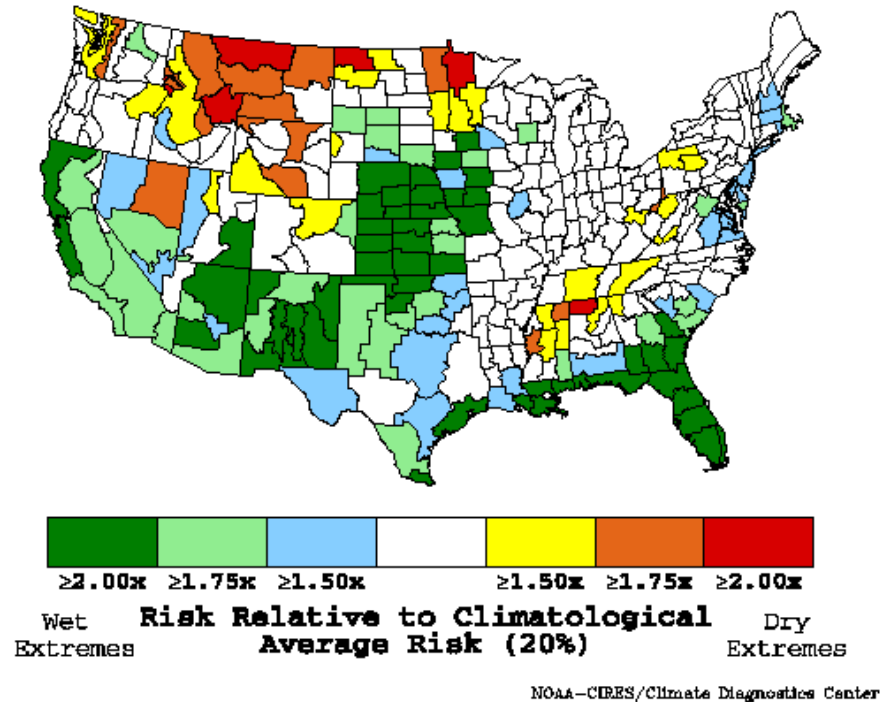 ≥2.00x ≥1.75x ≥1.50x ≥1.50x ≥1.75x ≥2.00x
Wet Extremes
Risk Relative to Climatological
Average Risk (20%)
Dry Extremes
NOAA-CIRES/Climate Diagnostics Center